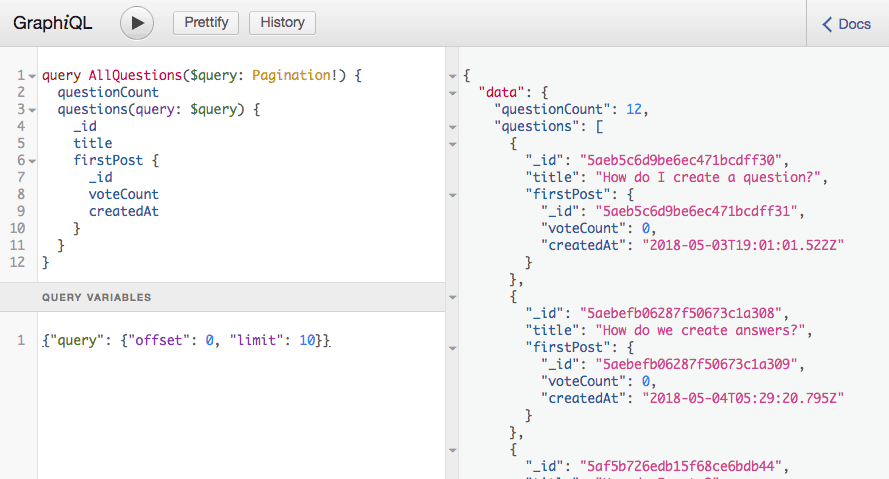 GraphiQL
Prettify
History
Docs
1 query AllQuestions($query: Pagination!) {
2 questionCount
3 questions(query: $query) {
4 _id
5 title
6 firstPost {
7 _id
8 voteCount
9 createdAt
10 }
11 }
12 }
QUERY VARIABLES
1 {"query": {"offset": 0, "limit": 10}}
{
"data": {
"questionCount": 12,
"questions": [
{
"_id": "5aeb5c6d9be6ec471bcdff30",
"title": "How do I create a question?",
"firstPost": {
"_id": "5aeb5c6d9be6ec471bcdff31",
"voteCount": 0,
"createdAt": "2018-05-03T19:01:01.522Z"
}
},
{
"_id": "5aebefb06287f50673c1a308",
"title": "How do we create answers?",
"firstPost": {
"_id": "5aebefb06287f50673c1a309",
"voteCount": 0,
"createdAt": "2018-05-04T05:29:20.795Z"
}
},
{
"_id": "5af5b726edb15f68ce6bdb44",